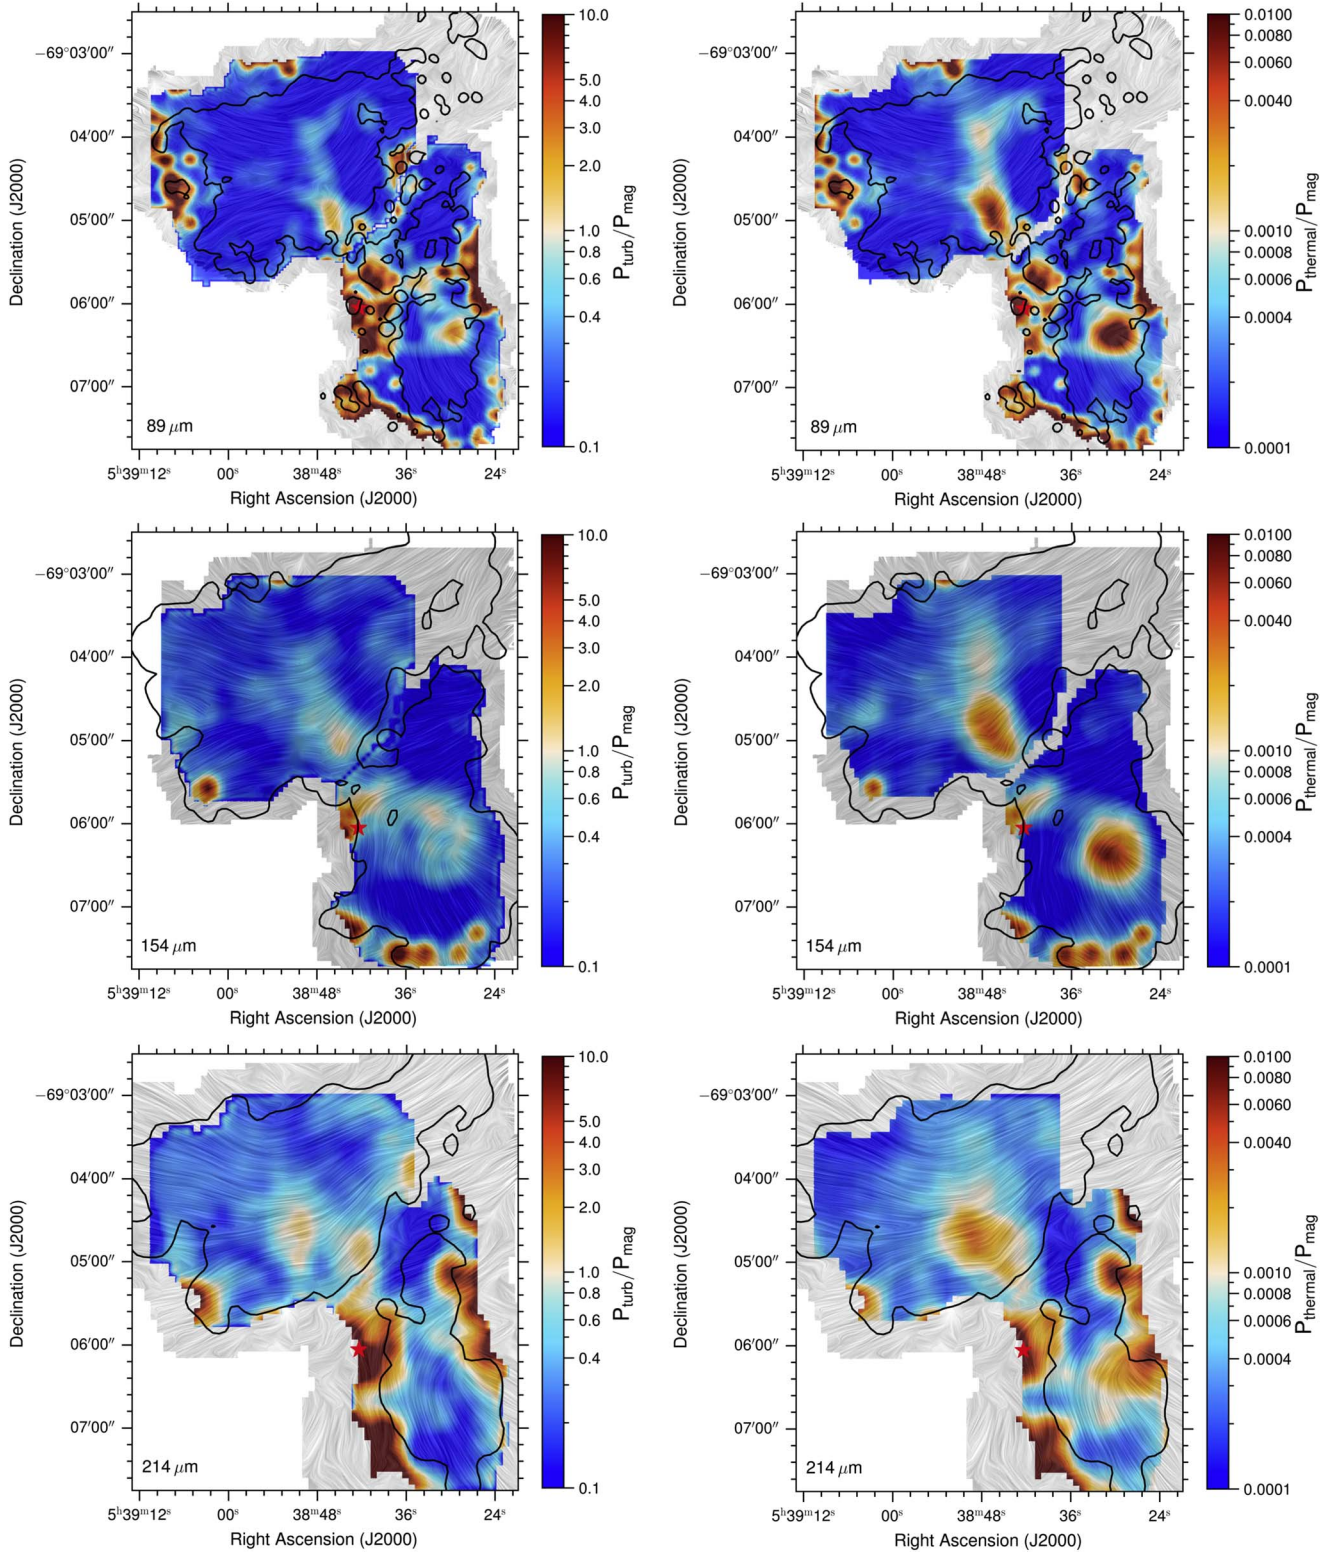 10.0
5.0
4.0
3.0
2.0
1.0
0.8
0.6
0.4
0.1
P_turb/P_mag
−69°03′00″
04′00″
05′00″
06′00″
07′00″
Declination (J2000)
89 μm
5ʰ39ᵐ12ˢ 00ˢ 38ᵐ48ˢ 36ˢ 24ˢ
Right Ascension (J2000)
0.0100
0.0080
0.0060
0.0040
0.0010
0.0008
0.0006
0.0004
0.0001
P_thermal/P_mag
−69°03′00″
04′00″
05′00″
06′00″
07′00″
Declination (J2000)
89 μm
5ʰ39ᵐ12ˢ 00ˢ 38ᵐ48ˢ 36ˢ 24ˢ
Right Ascension (J2000)
10.0
5.0
4.0
3.0
2.0
1.0
0.8
0.6
0.4
0.1
P_turb/P_mag
−69°03′00″
04′00″
05′00″
06′00″
07′00″
Declination (J2000)
154 μm
5ʰ39ᵐ12ˢ 00ˢ 38ᵐ48ˢ 36ˢ 24ˢ
Right Ascension (J2000)
0.0100
0.0080
0.0060
0.0040
0.0010
0.0008
0.0006
0.0004
0.0001
P_thermal/P_mag
−69°03′00″
04′00″
05′00″
06′00″
07′00″
Declination (J2000)
154 μm
5ʰ39ᵐ12ˢ 00ˢ 38ᵐ48ˢ 36ˢ 24ˢ
Right Ascension (J2000)
10.0
5.0
4.0
3.0
2.0
1.0
0.8
0.6
0.4
0.1
P_turb/P_mag
−69°03′00″
04′00″
05′00″
06′00″
07′00″
Declination (J2000)
214 μm
5ʰ39ᵐ12ˢ 00ˢ 38ᵐ48ˢ 36ˢ 24ˢ
Right Ascension (J2000)
0.0100
0.0080
0.0060
0.0040
0.0010
0.0008
0.0006
0.0004
0.0001
P_thermal/P_mag
−69°03′00″
04′00″
05′00″
06′00″
07′00″
Declination (J2000)
214 μm
5ʰ39ᵐ12ˢ 00ˢ 38ᵐ48ˢ 36ˢ 24ˢ
Right Ascension (J2000)